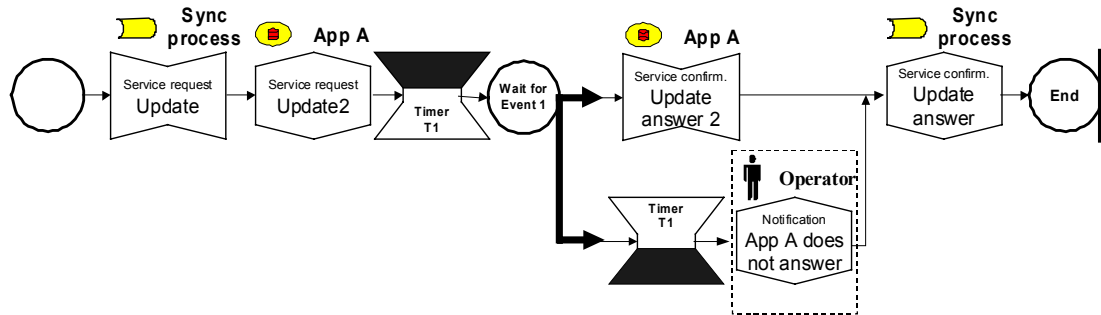 Sync
process
App A
App A
Sync
process
Service request
Update
Service request
Update2
Timer
T1
Wait for
Event 1
Service confirm.
Update
answer 2
Service confirm.
Update
answer
End
Timer
T1
Operator
Notification
App A does
not answer